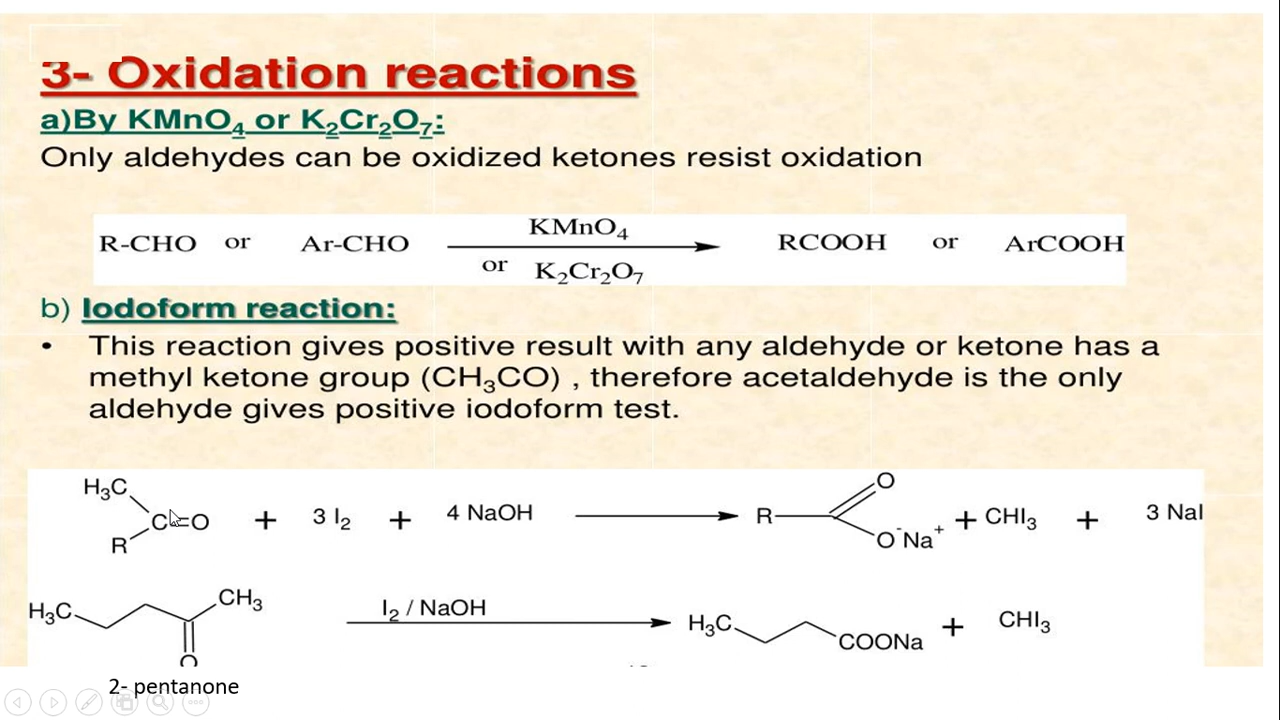 3- Oxidation reactions
a)By KMnO4 or K2Cr2O7:
Only aldehydes can be oxidized ketones resist oxidation
KMnO4
R-CHO or Ar-CHO RCOOH or ArCOOH
or K2Cr2O7
b) Iodoform reaction:
• This reaction gives positive result with any aldehyde or ketone has a
methyl ketone group (CH3CO) , therefore acetaldehyde is the only
aldehyde gives positive iodoform test.
H3C O
C=O + 3 I2 + 4 NaOH R + CHI3 + 3 NaI
R O-Na+
CH3 I2 / NaOH
H3C H3C + CHI3
COONa
O
2- pentanone